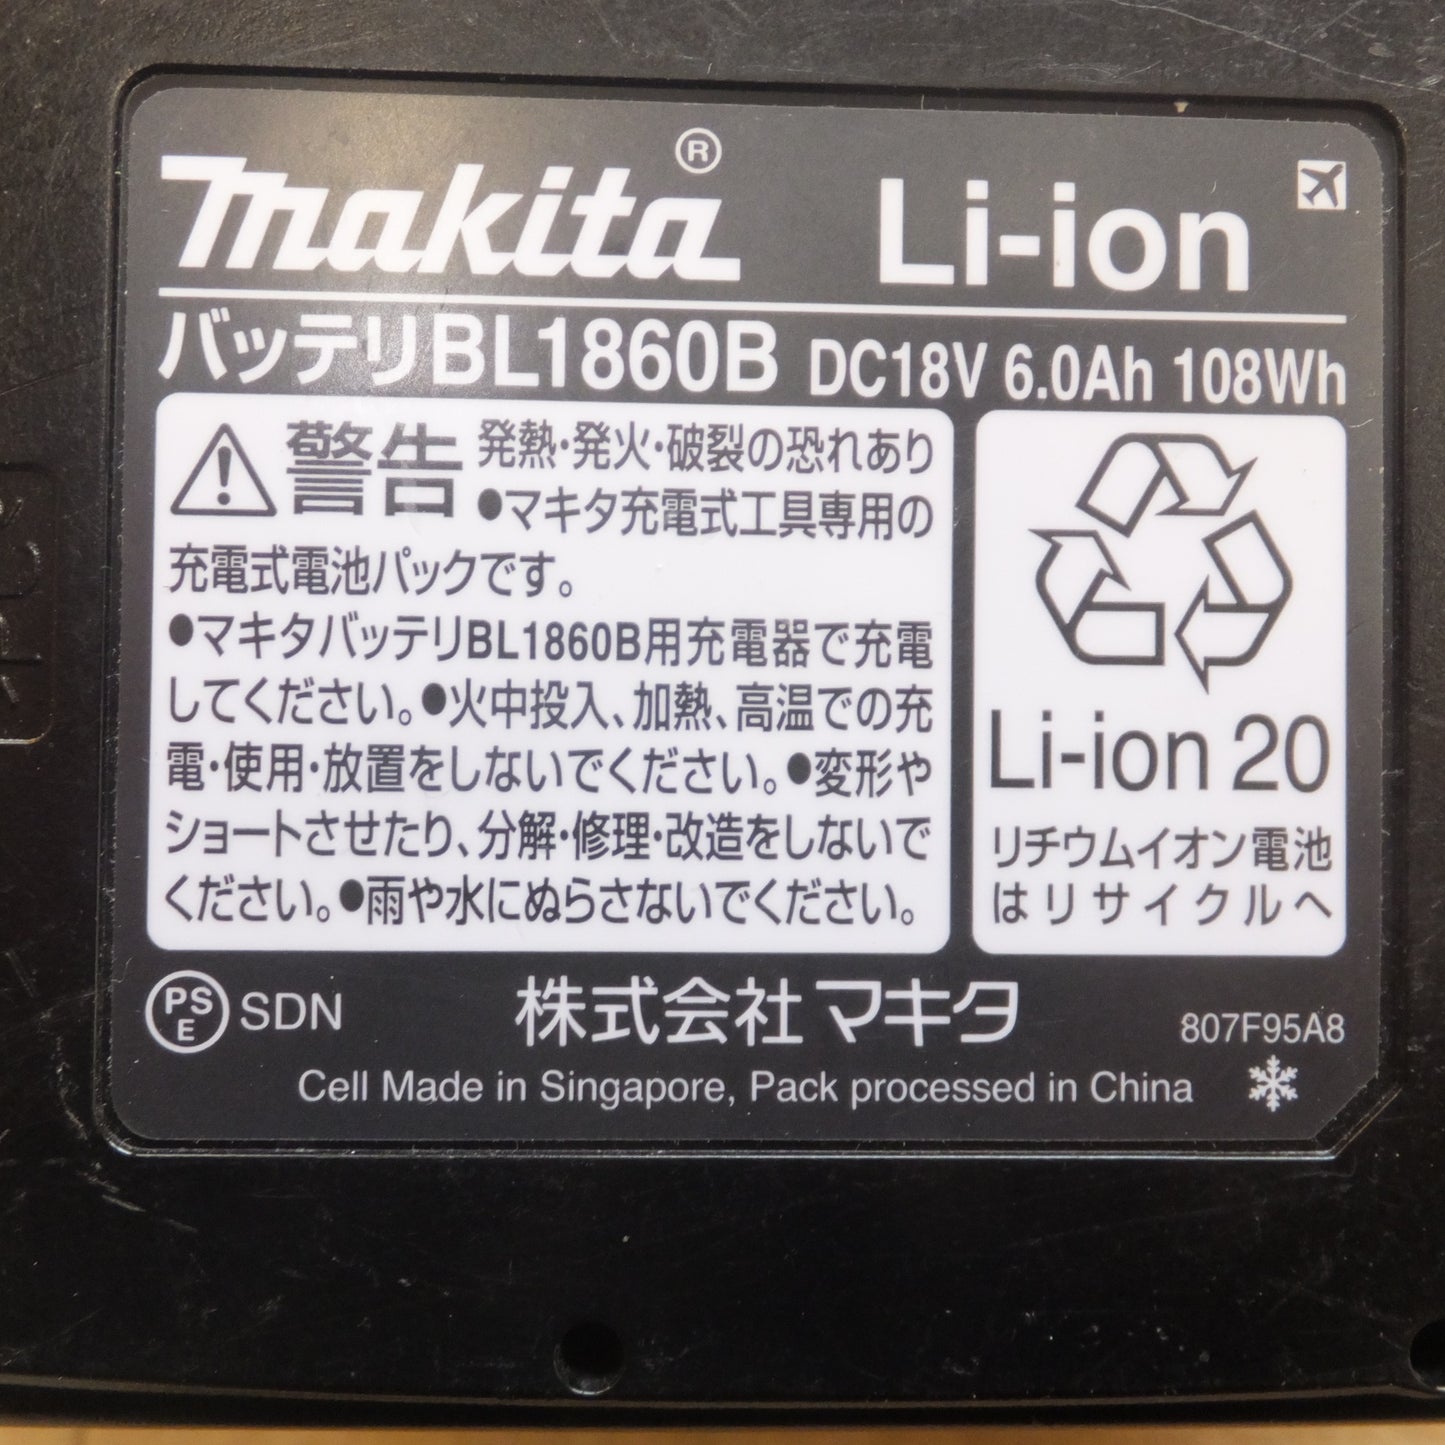 makita® Li-ion
バッテリBL1860B DC18V 6.0Ah 108Wh
警告 発熱・発火・破裂の恐れあり
●マキタ充電式工具専用の
充電式電池パックです。
●マキタバッテリBL1860B用充電器で充電
してください。●火中投入、加熱、高温での充
電・使用・放置をしないでください。●変形や
ショートさせたり、分解・修理・改造をしないで
ください。●雨や水にぬらさないでください。
Li-ion 20
リチウムイオン電池
はリサイクルへ
PSE SDN 株式会社マキタ 807F95A8
Cell Made in Singapore, Pack processed in China